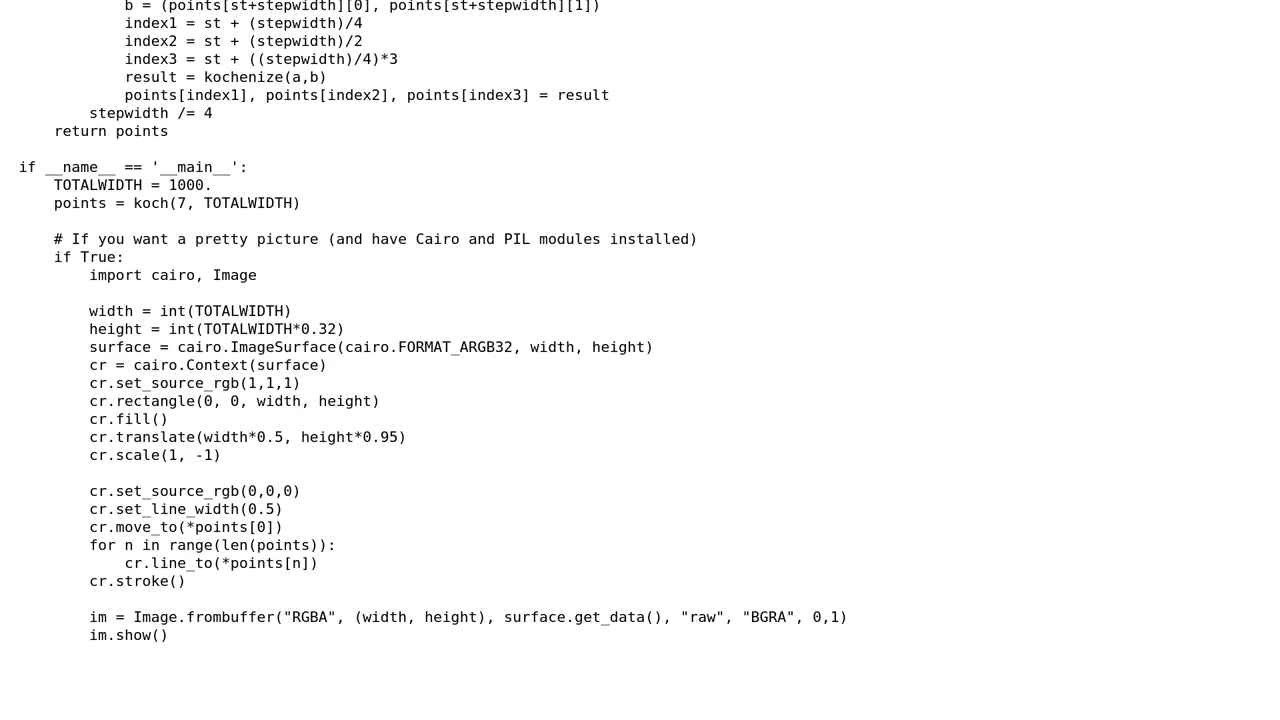 b = (points[st+stepwidth][0], points[st+stepwidth][1])
            index1 = st + (stepwidth)/4
            index2 = st + (stepwidth)/2
            index3 = st + ((stepwidth)/4)*3
            result = kochenize(a,b)
            points[index1], points[index2], points[index3] = result
        stepwidth /= 4
    return points

if __name__ == '__main__':
    TOTALWIDTH = 1000.
    points = koch(7, TOTALWIDTH)

    # If you want a pretty picture (and have Cairo and PIL modules installed)
    if True:
        import cairo, Image

        width = int(TOTALWIDTH)
        height = int(TOTALWIDTH*0.32)
        surface = cairo.ImageSurface(cairo.FORMAT_ARGB32, width, height)
        cr = cairo.Context(surface)
        cr.set_source_rgb(1,1,1)
        cr.rectangle(0, 0, width, height)
        cr.fill()
        cr.translate(width*0.5, height*0.95)
        cr.scale(1, -1)

        cr.set_source_rgb(0,0,0)
        cr.set_line_width(0.5)
        cr.move_to(*points[0])
        for n in range(len(points)):
            cr.line_to(*points[n])
        cr.stroke()

        im = Image.frombuffer("RGBA", (width, height), surface.get_data(), "raw", "BGRA", 0,1)
        im.show()